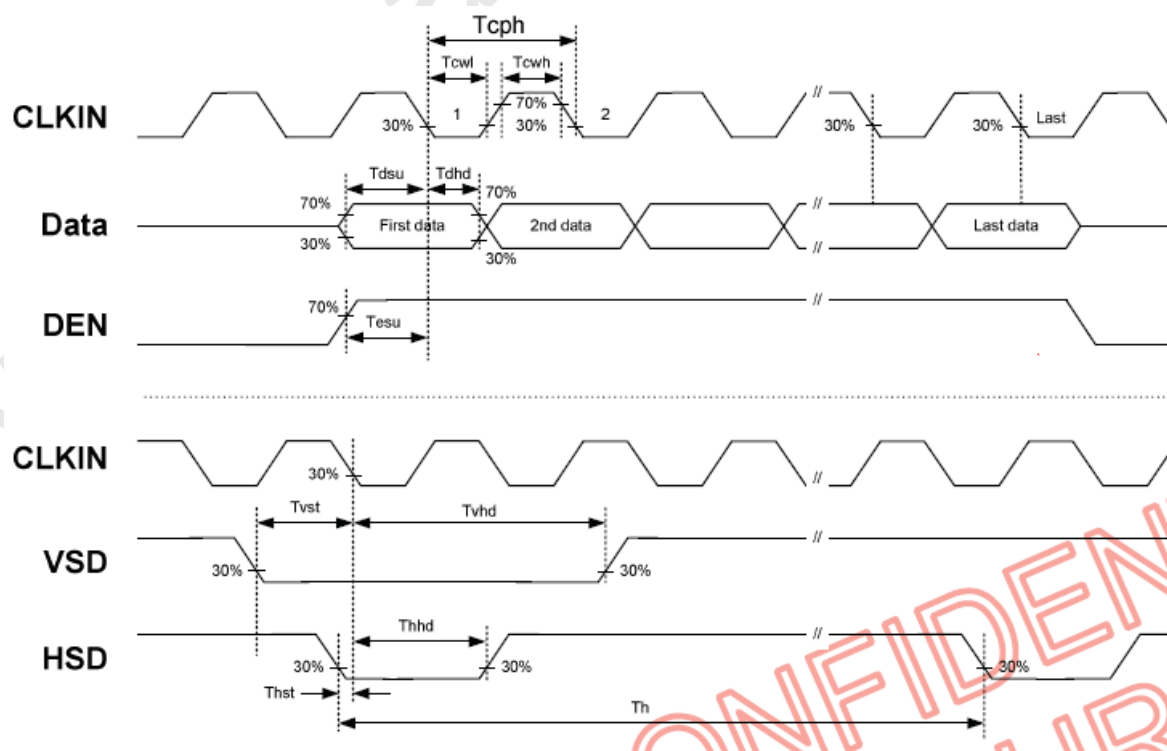 Tcph
Tcwl Tcwh
CLKIN 30% 1 70% 30% 2 // 30% 30% Last
Tdsu Tdhd
70% 70%
Data First data 2nd data // // Last data
30% 30%
DEN 70% //
Tesu
CLKIN 30% //
Tvst Tvhd
VSD 30% 30% //
Thhd
HSD 30% 30% // 30%
Thst
Th